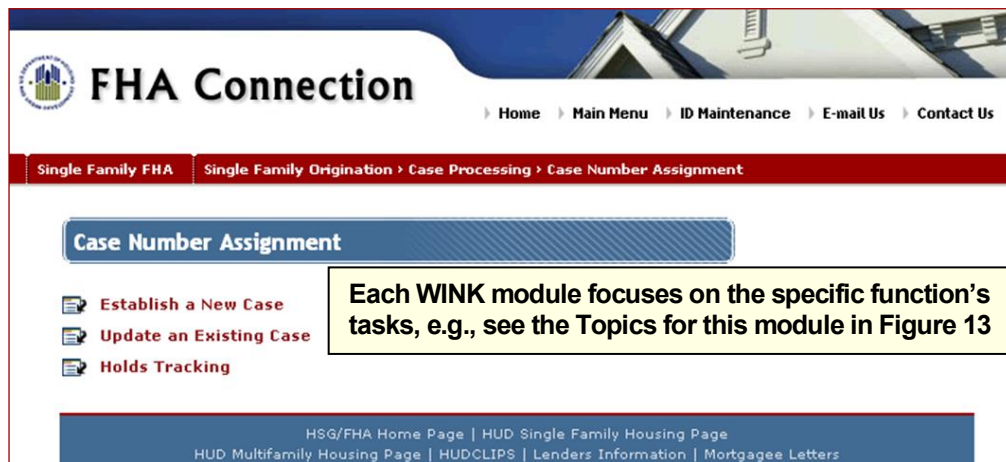 FHA Connection
Home Main Menu ID Maintenance E-mail Us Contact Us
Single Family FHA Single Family Origination > Case Processing > Case Number Assignment
Case Number Assignment
Establish a New Case
Update an Existing Case
Holds Tracking
Each WINK module focuses on the specific function's
tasks, e.g., see the Topics for this module in Figure 13
HSG/FHA Home Page | HUD Single Family Housing Page
HUD Multifamily Housing Page | HUDCLIPS | Lenders Information | Mortgagee Letters